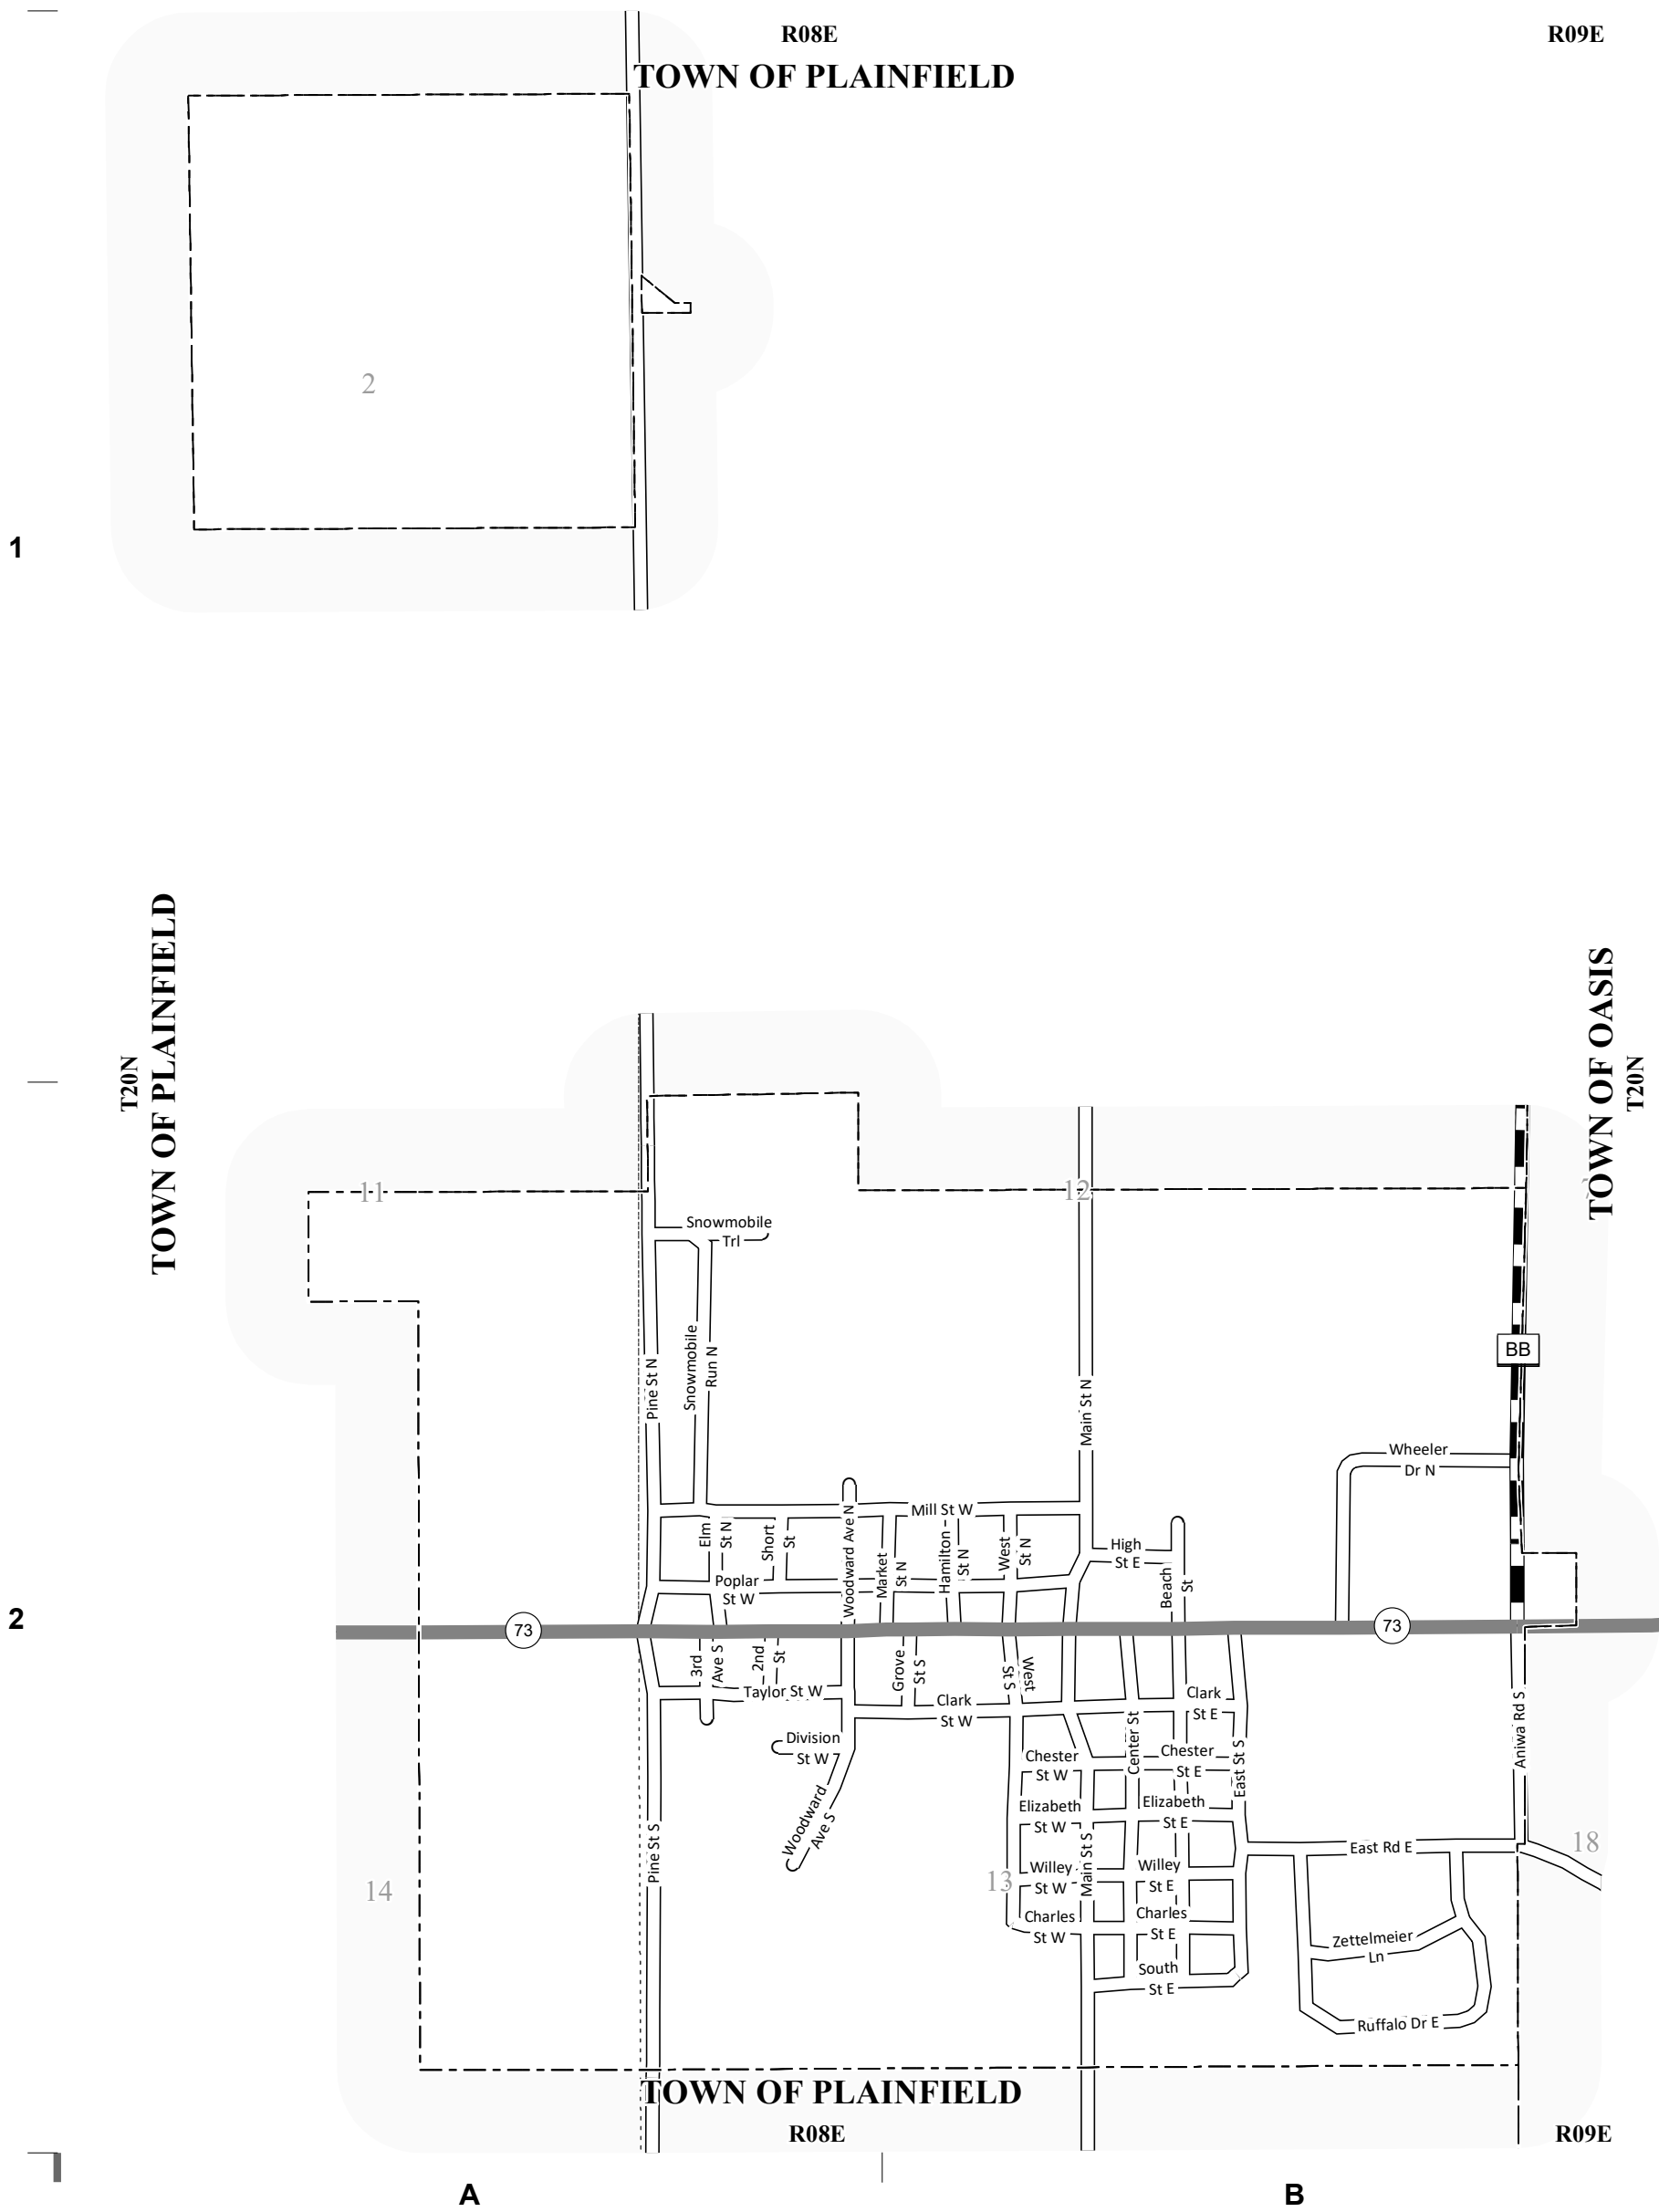 R08E
R09E
TOWN OF PLAINFIELD
2
1
TOWN OF PLAINFIELD
T20N
TOWN OF OASIS
T20N
11
12
Snowmobile
Trl
Pine St N
Snowmobile
Run N
Main St N
BB
Wheeler
Dr N
Mill St W
Elm
St N
Short
St
Woodward Ave N
Market
St N
Hamilton
St N
West
St N
High
St E
Beach
St
Poplar
St W
2
73
73
3rd
Ave S
2nd
St
Grove
St S
West
St S
Taylor St W
Clark
St W
Clark
St E
Division
St W
Center St
East St S
Aniwa Rd S
Chester
St W
Chester
St E
Woodward
Ave S
Elizabeth
St W
Elizabeth
St E
Pine St S
Main St S
East Rd E
18
14
13
Willey
St W
Willey
St E
Charles
St W
Charles
St E
Zettelmeier
Ln
South
St E
Ruffalo Dr E
TOWN OF PLAINFIELD
R08E
R09E
A
B